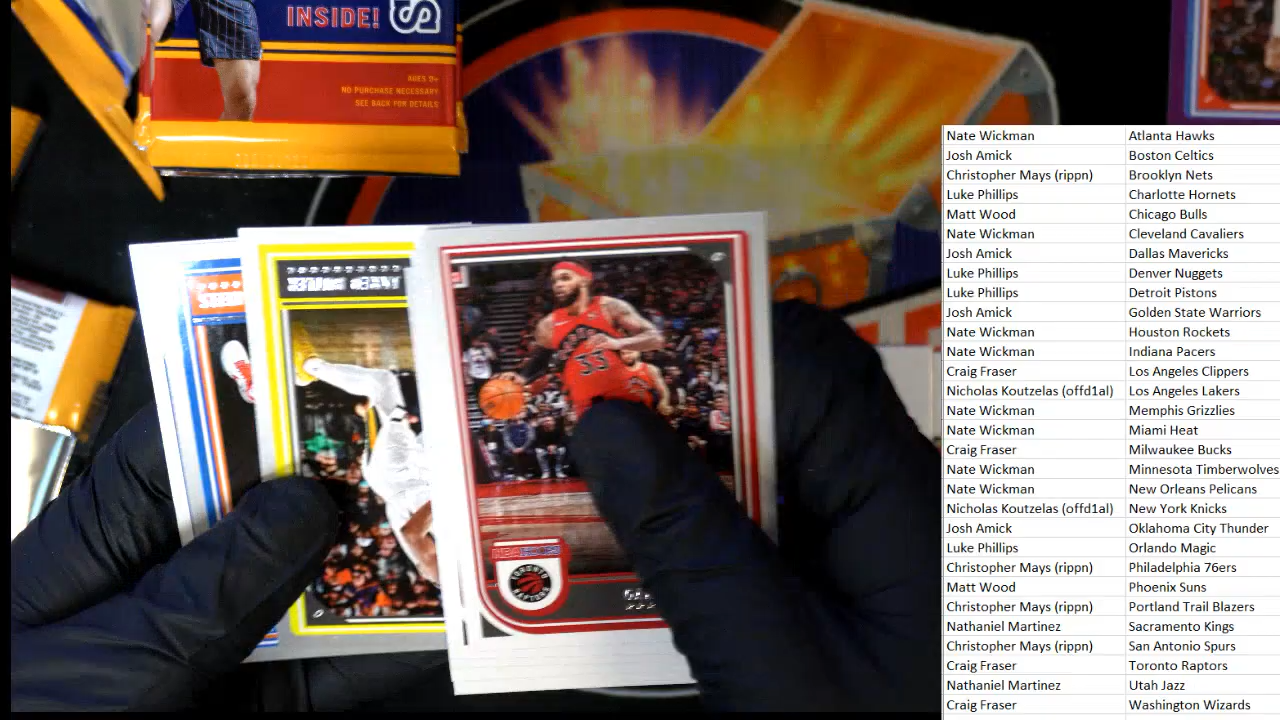 INSIDE!
AGES 9+
NO PURCHASE NECESSARY
SEE BACK FOR DETAILS
33
NBA HOOPS
TORONTO
RAPTORS
Nate Wickman Atlanta Hawks
Josh Amick Boston Celtics
Christopher Mays (rippn) Brooklyn Nets
Luke Phillips Charlotte Hornets
Matt Wood Chicago Bulls
Nate Wickman Cleveland Cavaliers
Josh Amick Dallas Mavericks
Luke Phillips Denver Nuggets
Luke Phillips Detroit Pistons
Josh Amick Golden State Warriors
Nate Wickman Houston Rockets
Nate Wickman Indiana Pacers
Craig Fraser Los Angeles Clippers
Nicholas Koutzelas (offd1al) Los Angeles Lakers
Nate Wickman Memphis Grizzlies
Nate Wickman Miami Heat
Craig Fraser Milwaukee Bucks
Nate Wickman Minnesota Timberwolves
Nate Wickman New Orleans Pelicans
Nicholas Koutzelas (offd1al) New York Knicks
Josh Amick Oklahoma City Thunder
Luke Phillips Orlando Magic
Christopher Mays (rippn) Philadelphia 76ers
Matt Wood Phoenix Suns
Christopher Mays (rippn) Portland Trail Blazers
Nathaniel Martinez Sacramento Kings
Christopher Mays (rippn) San Antonio Spurs
Craig Fraser Toronto Raptors
Nathaniel Martinez Utah Jazz
Craig Fraser Washington Wizards